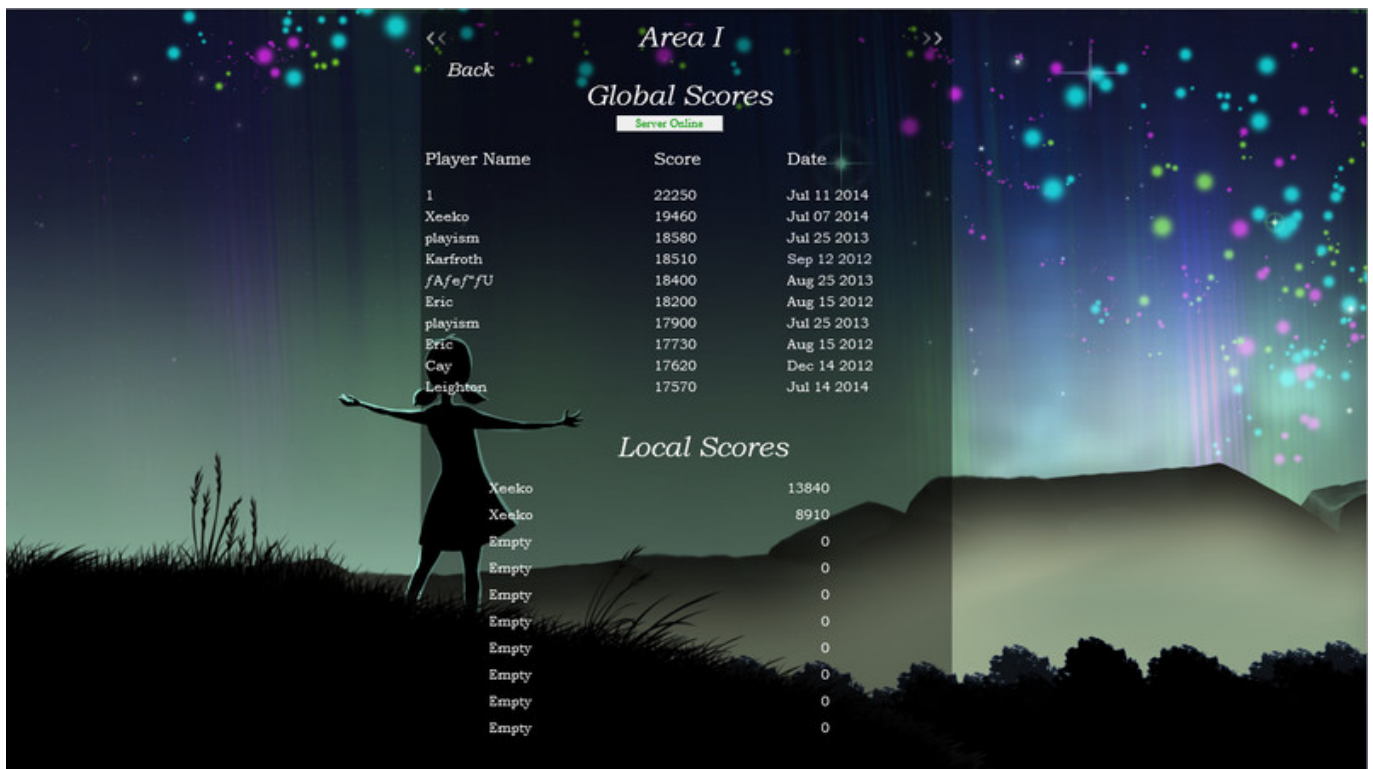 << Area I >>
Back
Global Scores
Server Online
Player Name Score Date
1 22250 Jul 11 2014
Xeeko 19460 Jul 07 2014
playism 18580 Jul 25 2013
Karfroth 18510 Sep 12 2012
ƒAƒeƒ“ƒU 18400 Aug 25 2013
Eric 18200 Aug 15 2012
playism 17900 Jul 25 2013
Eric 17730 Aug 15 2012
Cay 17620 Dec 14 2012
Leighton 17570 Jul 14 2014
Local Scores
Xeeko 13840
Xeeko 8910
Empty 0
Empty 0
Empty 0
Empty 0
Empty 0
Empty 0
Empty 0
Empty 0